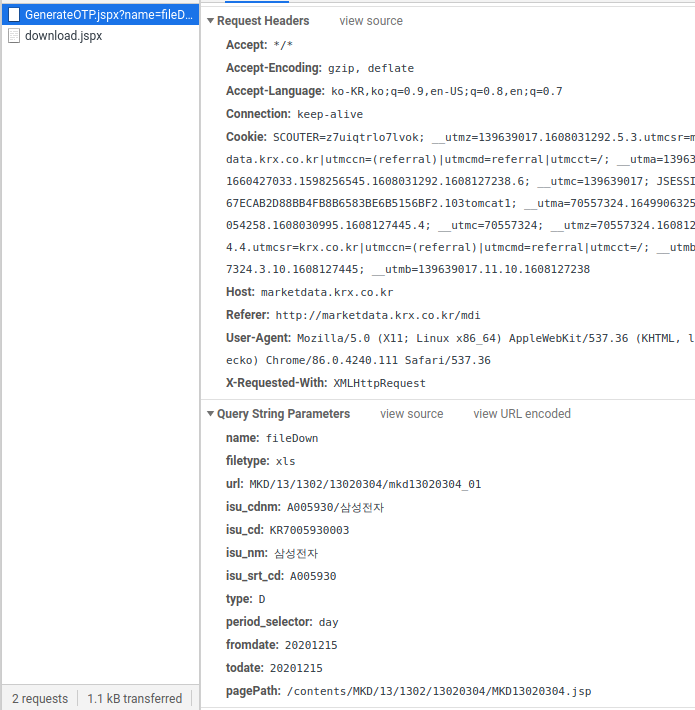 GenerateOTP.jspx?name=fileD…
download.jspx
Request Headers view source
Accept: */*
Accept-Encoding: gzip, deflate
Accept-Language: ko-KR,ko;q=0.9,en-US;q=0.8,en;q=0.7
Connection: keep-alive
Cookie: SCOUTER=z7uiqtrlo7lvok; __utmz=139639017.1608031292.5.3.utmcsr=m
data.krx.co.kr|utmccn=(referral)|utmcmd=referral|utmcct=/; __utma=13963
1660427033.1598256545.1608031292.1608127238.6; __utmc=139639017; JSESSI
67ECAB2D88BB4FB8B6583BE6B5156BF2.103tomcat1; __utma=70557324.1649906325
054258.1608030995.1608127445.4; __utmc=70557324; __utmz=70557324.160812
4.4.utmcsr=krx.co.kr|utmccn=(referral)|utmcmd=referral|utmcct=/; __utmb
7324.3.10.1608127445; __utmb=139639017.11.10.1608127238
Host: marketdata.krx.co.kr
Referer: http://marketdata.krx.co.kr/mdi
User-Agent: Mozilla/5.0 (X11; Linux x86_64) AppleWebKit/537.36 (KHTML, l
ecko) Chrome/86.0.4240.111 Safari/537.36
X-Requested-With: XMLHttpRequest
Query String Parameters view source view URL encoded
name: fileDown
filetype: xls
url: MKD/13/1302/13020304/mkd13020304_01
isu_cdnm: A005930/삼성전자
isu_cd: KR7005930003
isu_nm: 삼성전자
isu_srt_cd: A005930
type: D
period_selector: day
fromdate: 20201215
todate: 20201215
pagePath: /contents/MKD/13/1302/13020304/MKD13020304.jsp
2 requests 1.1 kB transferred